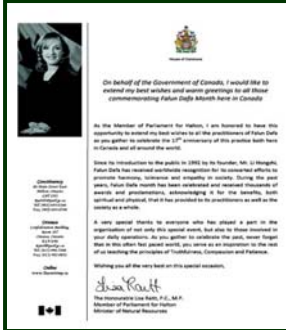 House of Commons
On behalf of the Government of Canada, I would like to
extend my best wishes and warm greetings to all those
commemorating Falun Dafa Month here in Canada
As the Member of Parliament for Halton, I am honored to have this
opportunity to extend my best wishes to all the practitioners of Falun Dafa
as you gather to celebrate the 17th anniversary of this practice both here
in Canada and all around the world.
Since its introduction to the public in 1992 by its founder, Mr. Li Hongzhi,
Falun Dafa has received worldwide recognition for its concerted efforts to
promote harmony, tolerance and empathy in society. During the past
years, Falun Dafa month has been celebrated and received thousands of
awards and proclamations, acknowledging it for the benefits, both
spiritual and physical, that it has provided to its practitioners as well as the
society as a whole.
A very special thanks to everyone who has played a part in the
organisation of not only this special event, but also to those involved in
your daily operations. As you gather to celebrate the past, never forget
that in this often fast paced world, you serve as an inspiration to the rest
of us teaching the principles of Truthfulness, Compassion and Patience.
Wishing you all the very best on this special occasion,
Lisa Raitt
The Honourable Lisa Raitt, P.C., M.P.
Member of Parliament for Halton
Minister of Natural Resources
Constituency
Ottawa
Online